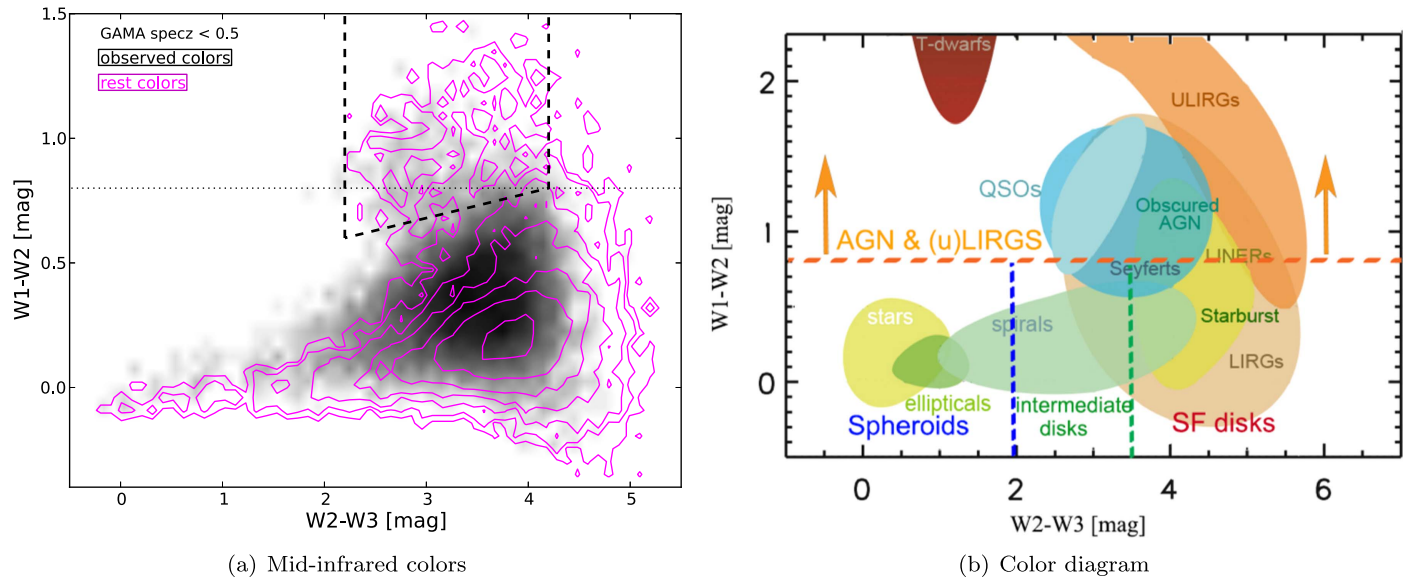 GAMA specz < 0.5
observed colors
rest colors
1.5
1.0
0.5
0.0
W1-W2 [mag]
0 1 2 3 4 5
W2-W3 [mag]
(a) Mid-infrared colors
T-dwarfs
2
ULIRGs
QSOs
Obscured
AGN
1
AGN & (u)LIRGS
LINERs
Seyferts
stars
spirals
Starburst
LIRGs
0
ellipticals
intermediate
disks
Spheroids
SF disks
W1-W2 [mag]
0 2 4 6
W2-W3 [mag]
(b) Color diagram